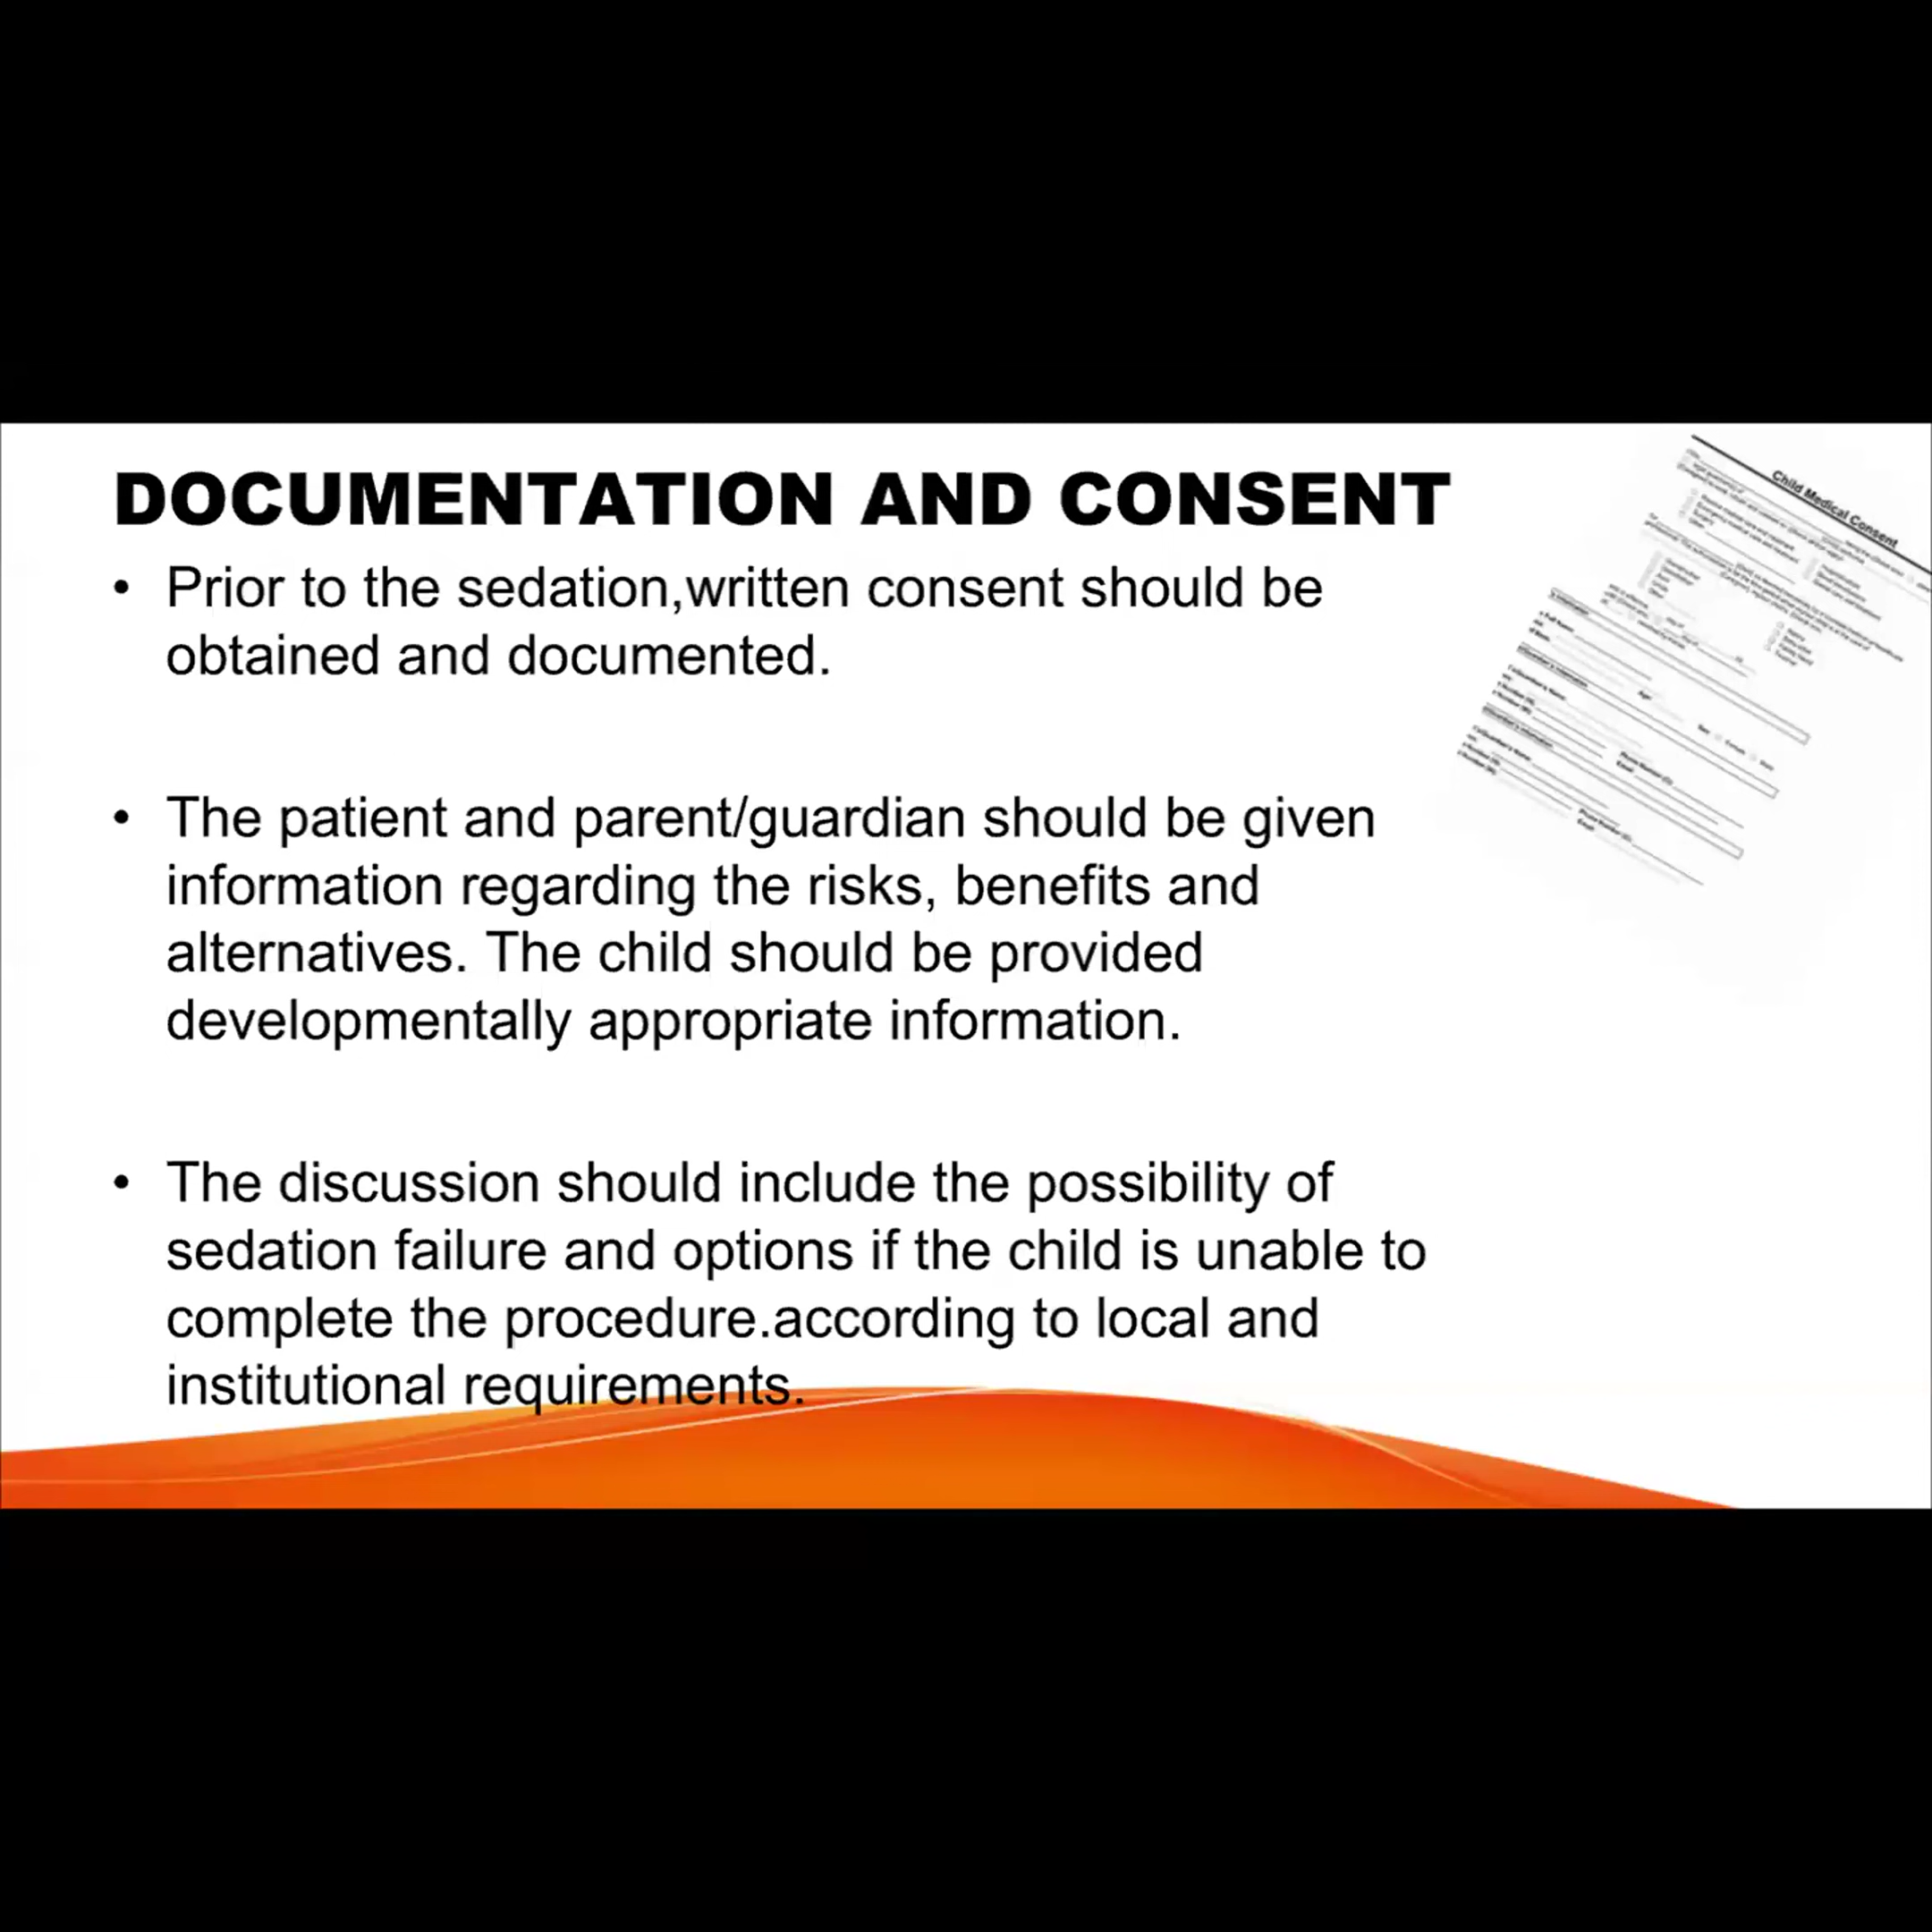 DOCUMENTATION AND CONSENT
• Prior to the sedation,written consent should be
obtained and documented.
• The patient and parent/guardian should be given
information regarding the risks, benefits and
alternatives. The child should be provided
developmentally appropriate information.
• The discussion should include the possibility of
sedation failure and options if the child is unable to
complete the procedure.according to local and
institutional requirements.
Child Medical Consent